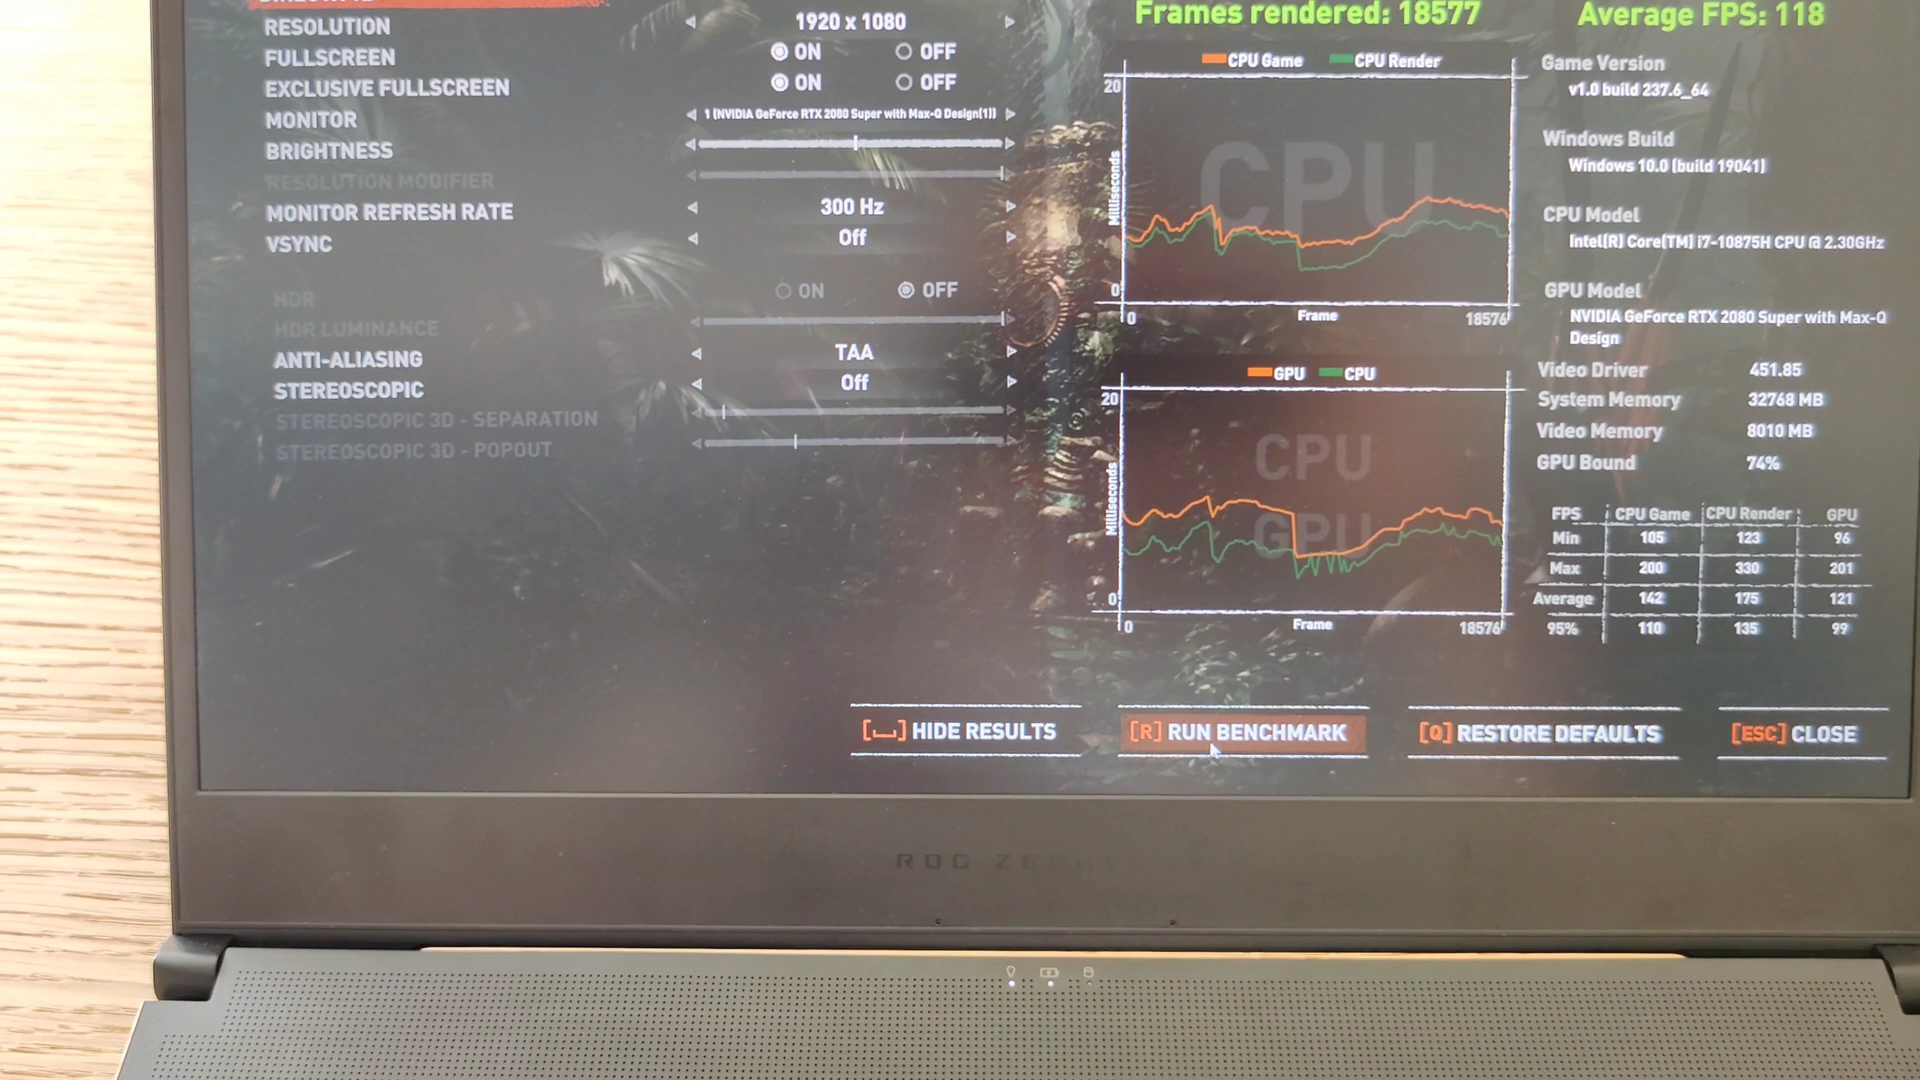 RESOLUTION 1920 x 1080
FULLSCREEN ON OFF
EXCLUSIVE FULLSCREEN ON OFF
MONITOR 1 (NVIDIA GeForce RTX 2080 Super with Max-Q Design(1))
BRIGHTNESS
RESOLUTION MODIFIER
MONITOR REFRESH RATE 300 Hz
VSYNC Off
HDR ON OFF
HDR LUMINANCE
ANTI-ALIASING TAA
STEREOSCOPIC Off
STEREOSCOPIC 3D - SEPARATION
STEREOSCOPIC 3D - POPOUT
Frames rendered: 18577 Average FPS: 118
CPU Game CPU Render
20
CPU
Milliseconds
0
0 Frame 18576
GPU CPU
20
CPU
GPU
Milliseconds
0
0 Frame 18576
Game Version
v1.0 build 237.6_64
Windows Build
Windows 10.0 (build 19041)
CPU Model
Intel(R) Core(TM) i7-10875H CPU @ 2.30GHz
GPU Model
NVIDIA GeForce RTX 2080 Super with Max-Q
Design
Video Driver 451.85
System Memory 32768 MB
Video Memory 8010 MB
GPU Bound 74%
FPS CPU Game CPU Render GPU
Min 105 123 96
Max 200 330 201
Average 142 175 121
95% 110 135 99
[⎵] HIDE RESULTS [R] RUN BENCHMARK [Q] RESTORE DEFAULTS [ESC] CLOSE
ROG